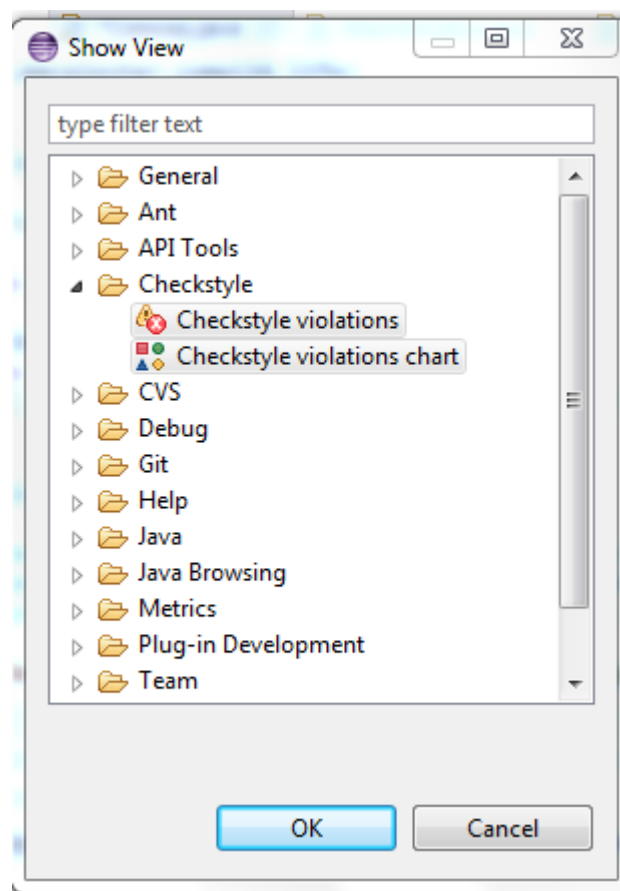 Show View
type filter text
General
Ant
API Tools
Checkstyle
Checkstyle violations
Checkstyle violations chart
CVS
Debug
Git
Help
Java
Java Browsing
Metrics
Plug-in Development
Team
OK Cancel